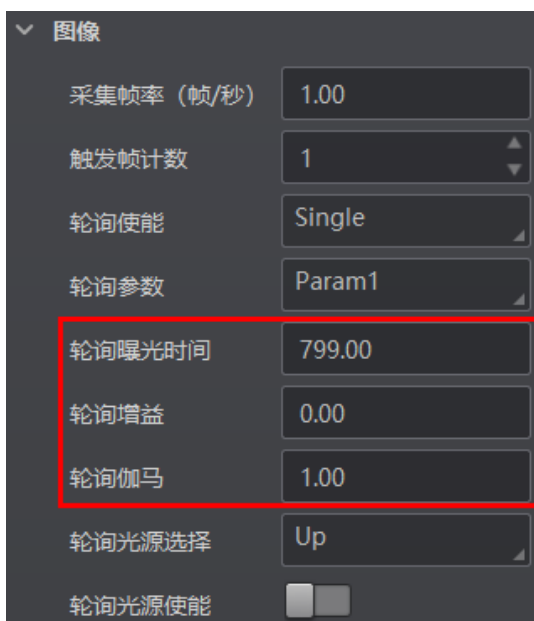 图像
采集帧率（帧/秒） 1.00
触发帧计数 1
轮询使能 Single
轮询参数 Param1
轮询曝光时间 799.00
轮询增益 0.00
轮询伽马 1.00
轮询光源选择 Up
轮询光源使能